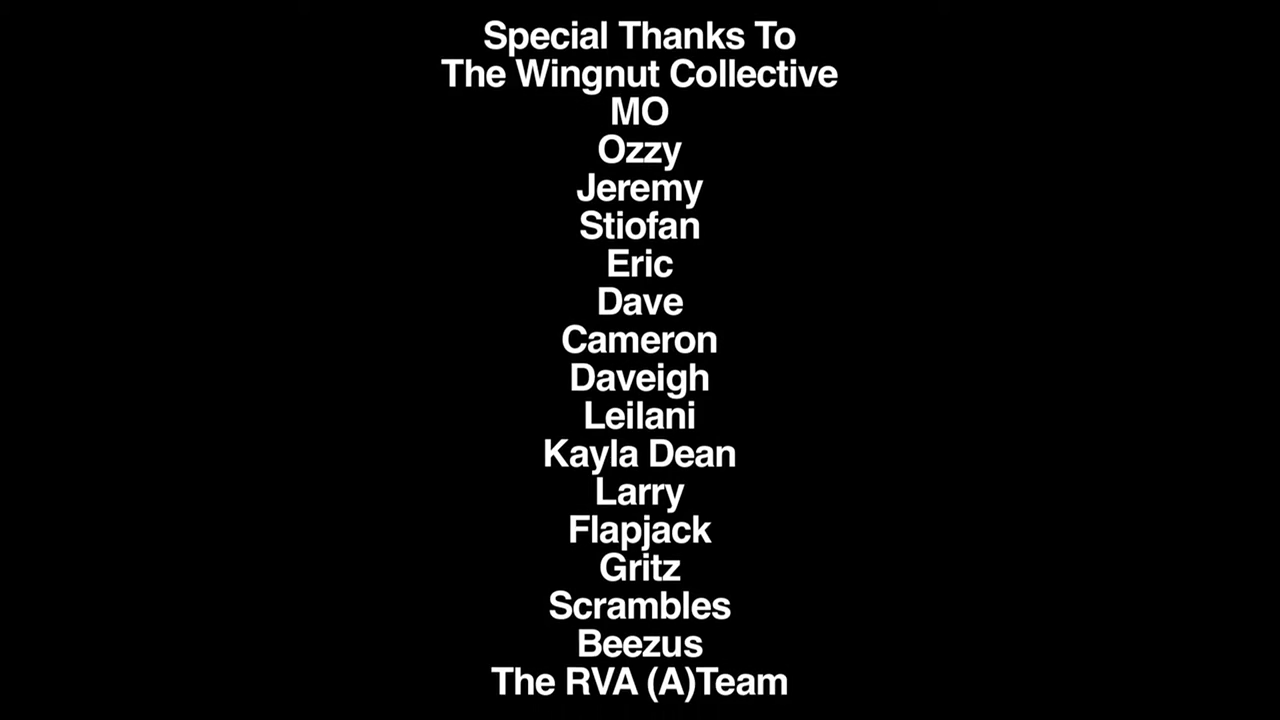 Special Thanks To
The Wingnut Collective
MO
Ozzy
Jeremy
Stiofan
Eric
Dave
Cameron
Daveigh
Leilani
Kayla Dean
Larry
Flapjack
Gritz
Scrambles
Beezus
The RVA (A)Team